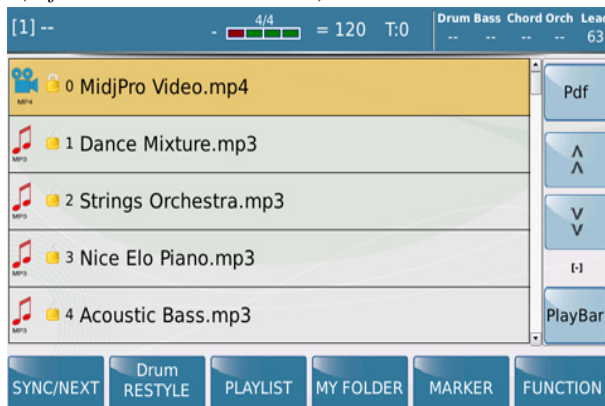 [1] --
-
4/4
= 120
T:0
Drum Bass Chord Orch Lead
-- -- -- -- 63
MP4 0 MidjPro Video.mp4
MP3 1 Dance Mixture.mp3
MP3 2 Strings Orchestra.mp3
MP3 3 Nice Elo Piano.mp3
MP3 4 Acoustic Bass.mp3
Pdf
[-]
PlayBar
SYNC/NEXT
Drum
RESTYLE
PLAYLIST
MY FOLDER
MARKER
FUNCTION